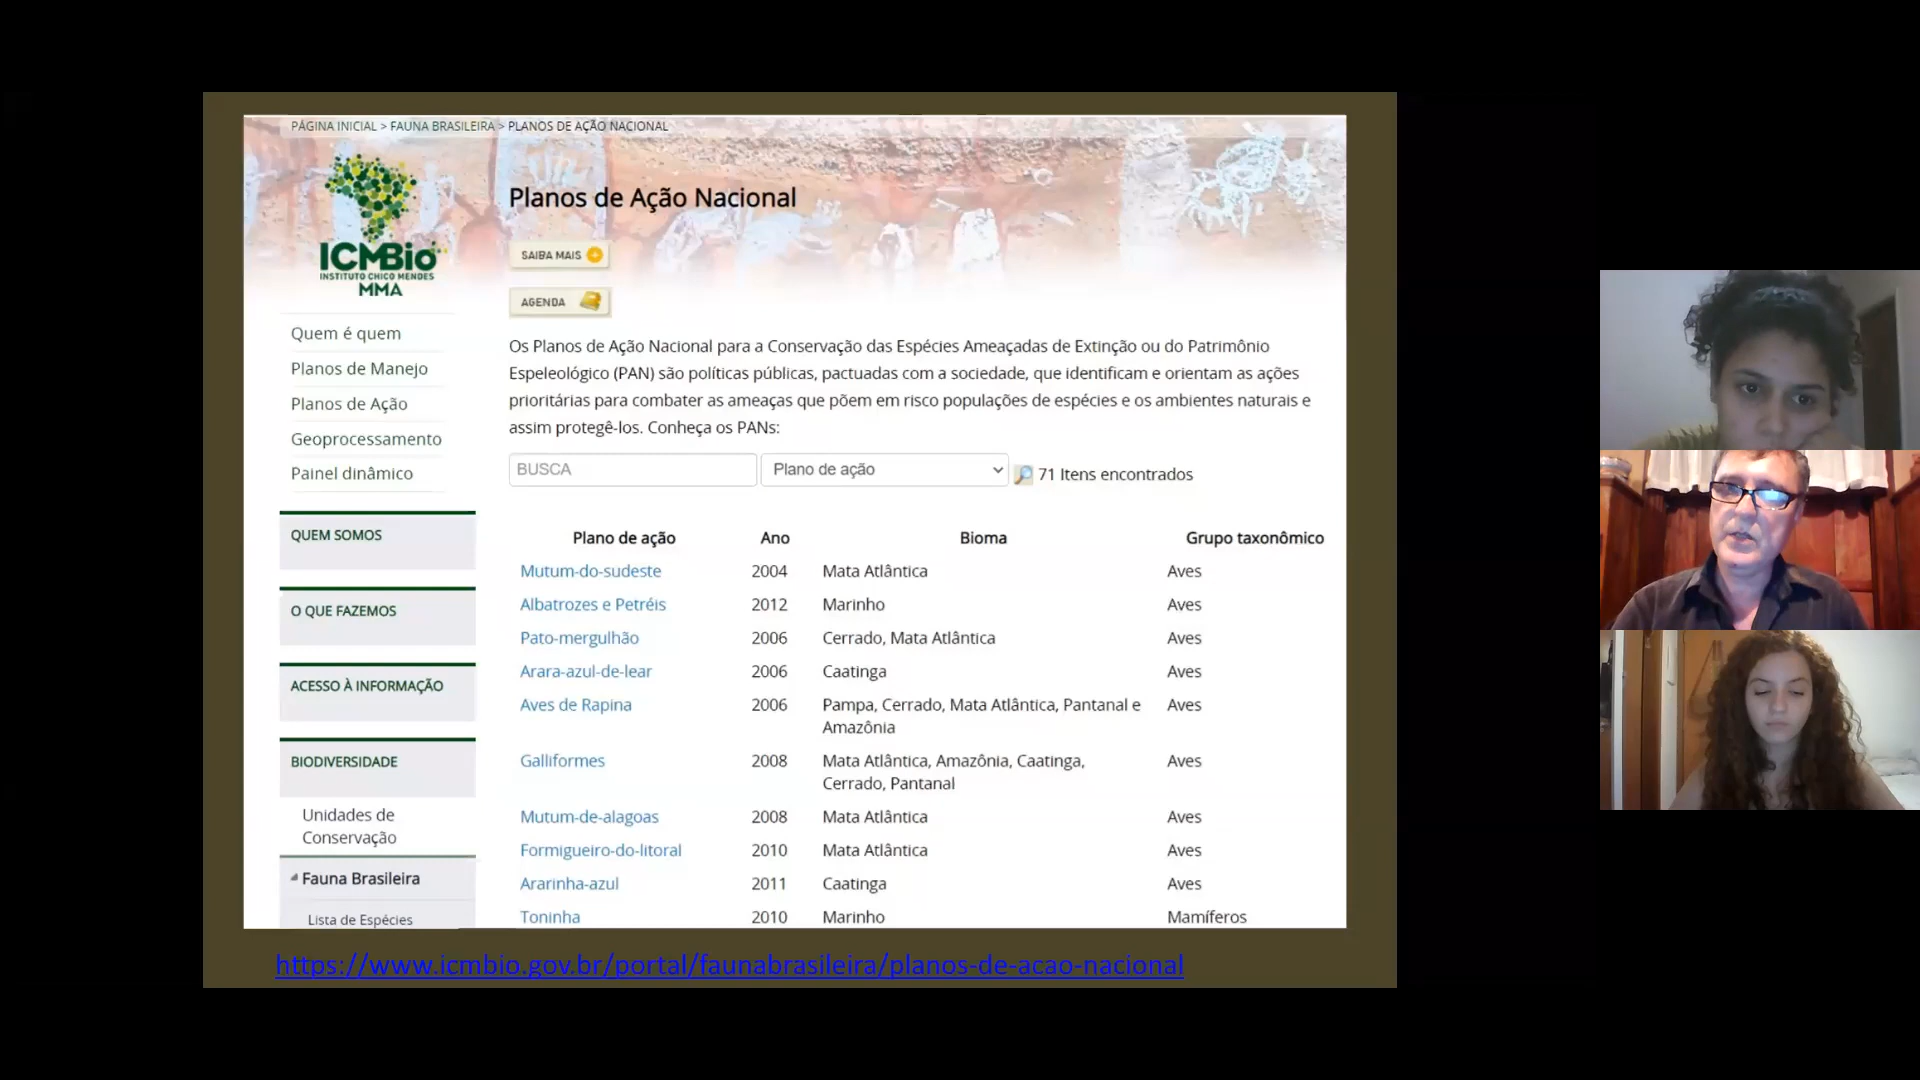 PÁGINA INICIAL > FAUNA BRASILEIRA > PLANOS DE AÇÃO NACIONAL
ICMBio
INSTITUTO CHICO MENDES
MMA
Planos de Ação Nacional
SAIBA MAIS
AGENDA
Quem é quem
Planos de Manejo
Planos de Ação
Geoprocessamento
Painel dinâmico
QUEM SOMOS
O QUE FAZEMOS
ACESSO À INFORMAÇÃO
BIODIVERSIDADE
Unidades de
Conservação
Fauna Brasileira
Lista de Espécies
Os Planos de Ação Nacional para a Conservação das Espécies Ameaçadas de Extinção ou do Patrimônio
Espeleológico (PAN) são políticas públicas, pactuadas com a sociedade, que identificam e orientam as ações
prioritárias para combater as ameaças que põem em risco populações de espécies e os ambientes naturais e
assim protegê-los. Conheça os PANs:
BUSCA Plano de ação 71 Itens encontrados
Plano de ação Ano Bioma Grupo taxonômico
Mutum-do-sudeste 2004 Mata Atlântica Aves
Albatrozes e Petréis 2012 Marinho Aves
Pato-mergulhão 2006 Cerrado, Mata Atlântica Aves
Arara-azul-de-lear 2006 Caatinga Aves
Aves de Rapina 2006 Pampa, Cerrado, Mata Atlântica, Pantanal e Aves
Amazônia
Galliformes 2008 Mata Atlântica, Amazônia, Caatinga, Aves
Cerrado, Pantanal
Mutum-de-alagoas 2008 Mata Atlântica Aves
Formigueiro-do-litoral 2010 Mata Atlântica Aves
Ararinha-azul 2011 Caatinga Aves
Toninha 2010 Marinho Mamíferos
https://www.icmbio.gov.br/portal/faunabrasileira/planos-de-acao-nacional